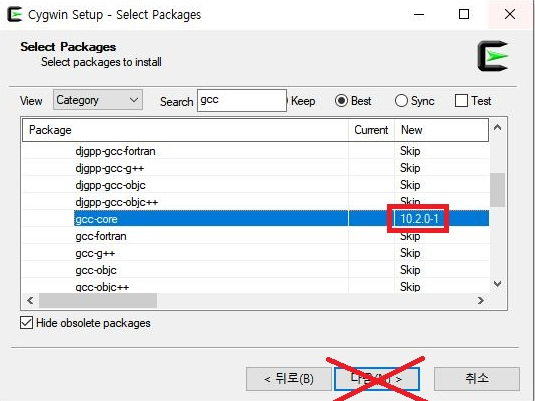 Cygwin Setup - Select Packages
Select Packages
Select packages to install
View Category Search gcc Keep Best Sync Test
Package Current New
djgpp-gcc-fortran Skip
djgpp-gcc-g++ Skip
djgpp-gcc-objc Skip
djgpp-gcc-objc++ Skip
gcc-core 10.2.0-1
gcc-fortran Skip
gcc-g++ Skip
gcc-objc Skip
gcc-objc++ Skip
Hide obsolete packages
< 뒤로(B) 다음(N) > 취소